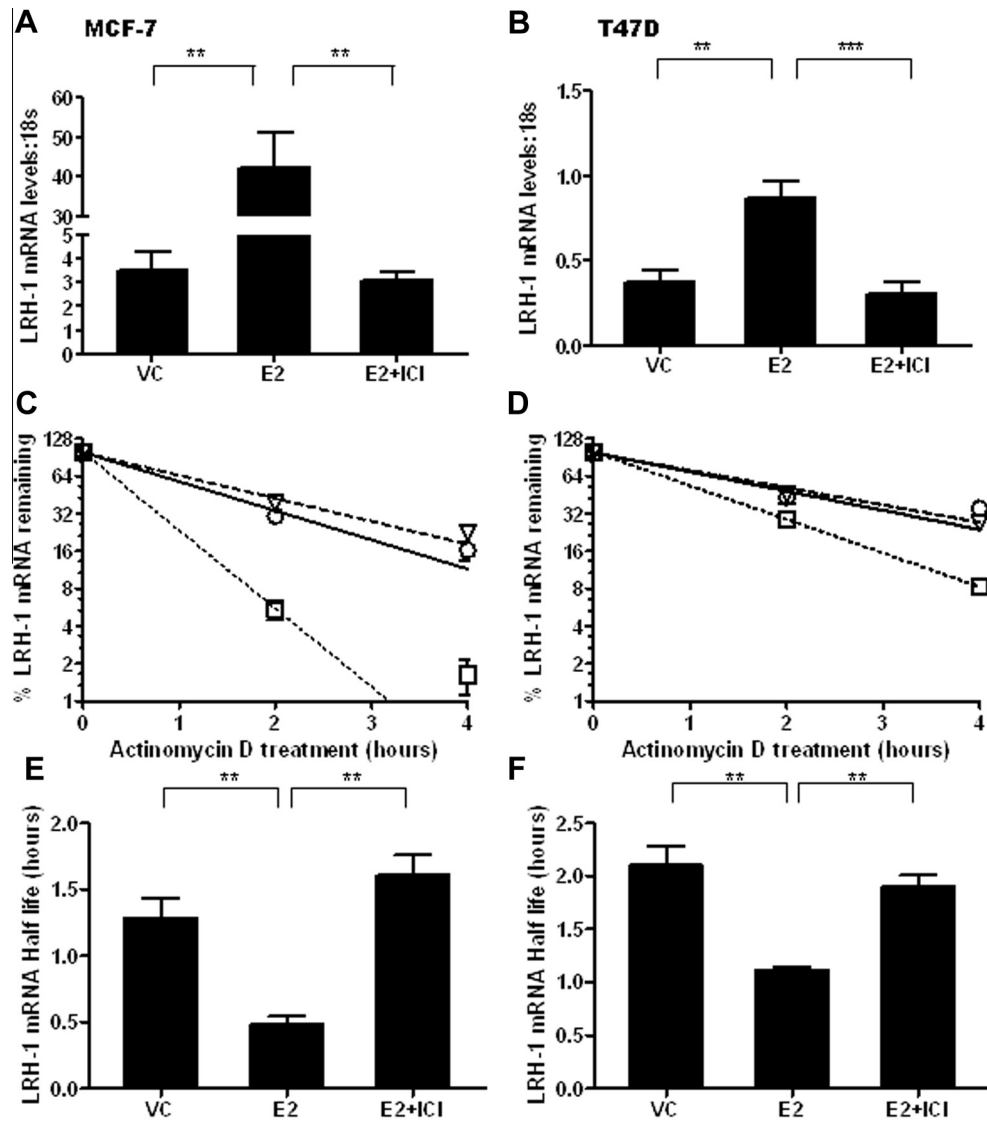 A MCF-7
** **
LRH-1 mRNA levels:18s
60
50
40
30
5
4
3
2
1
0
VC E2 E2+ICI
B T47D
** ***
LRH-1 mRNA levels:18s
1.5
1.0
0.5
0.0
VC E2 E2+ICI
C
% LRH-1 mRNA remaining
128
64
32
16
8
4
2
1
0 1 2 3 4
Actinomycin D treatment (hours)
D
% LRH-1 mRNA remaining
128
64
32
16
8
4
2
1
0 1 2 3 4
Actinomycin D treatment (hours)
E
** **
LRH-1 mRNA Half life (hours)
2.0
1.5
1.0
0.5
0.0
VC E2 E2+ICI
F
** **
LRH-1 mRNA Half life (hours)
2.5
2.0
1.5
1.0
0.5
0.0
VC E2 E2+ICI